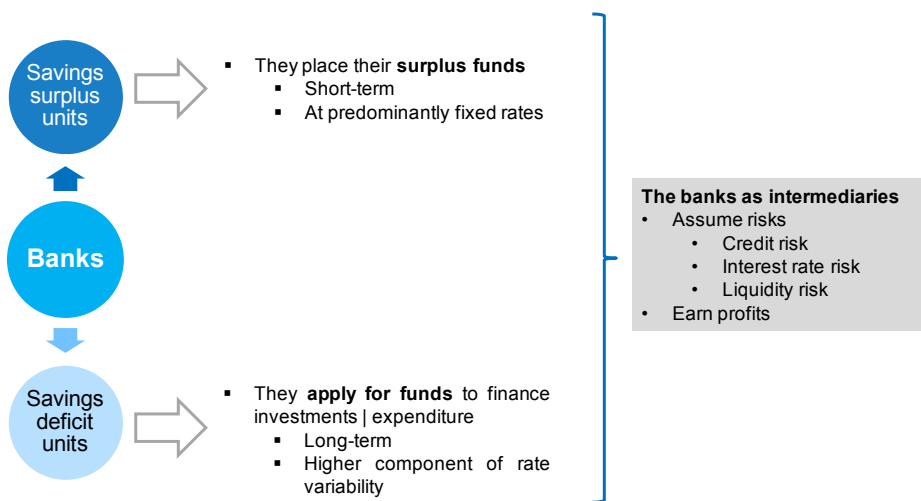 Savings
surplus
units
▪ They place their surplus funds
▪ Short-term
▪ At predominantly fixed rates
Banks
The banks as intermediaries
• Assume risks
• Credit risk
• Interest rate risk
• Liquidity risk
• Earn profits
Savings
deficit
units
▪ They apply for funds to finance
investments | expenditure
▪ Long-term
▪ Higher component of rate
variability